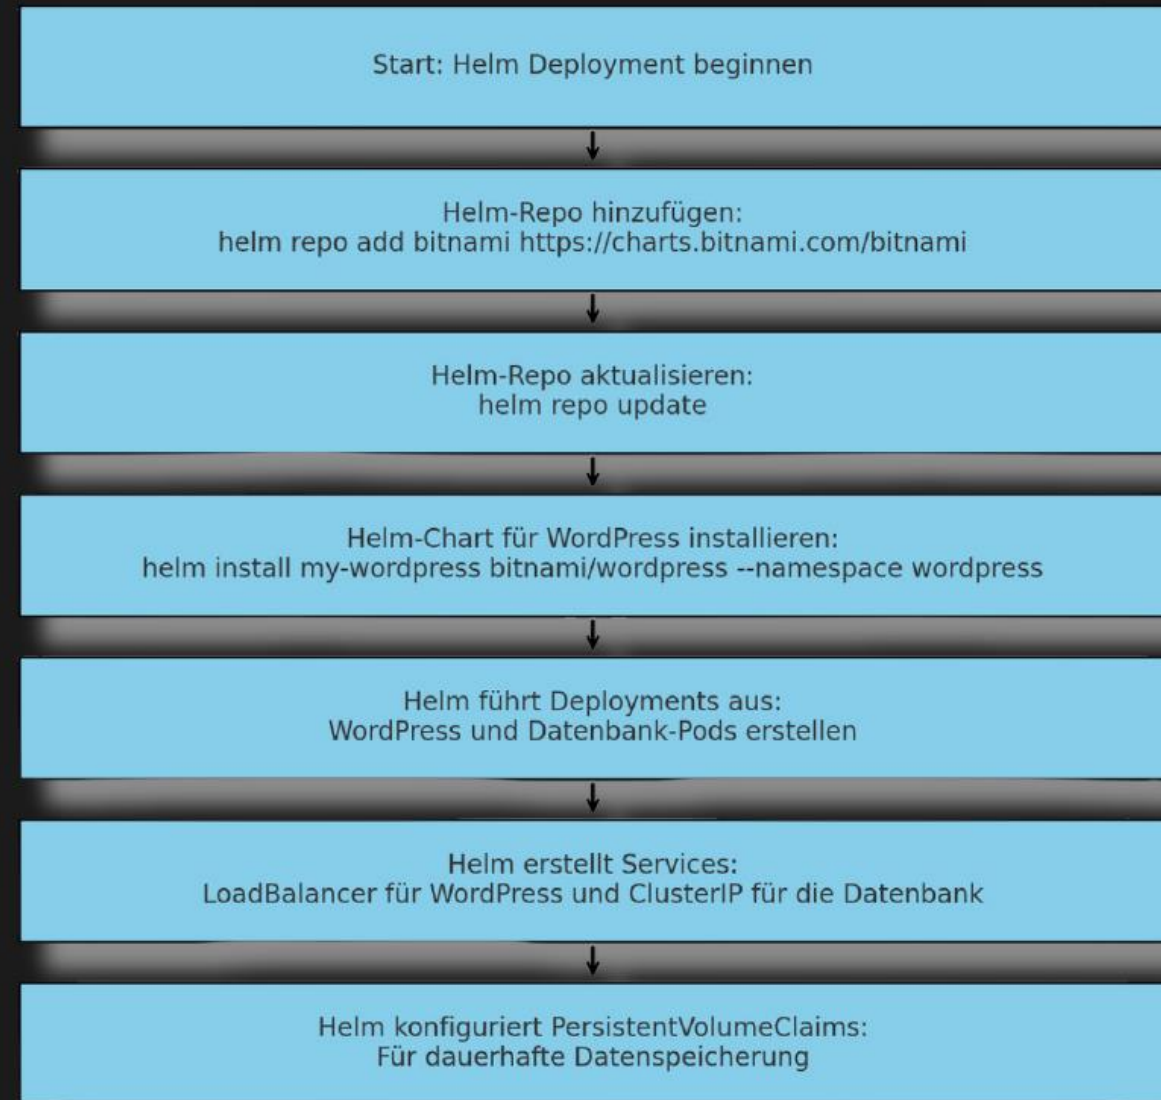 Start: Helm Deployment beginnen
Helm-Repo hinzufügen:
helm repo add bitnami https://charts.bitnami.com/bitnami
Helm-Repo aktualisieren:
helm repo update
Helm-Chart für WordPress installieren:
helm install my-wordpress bitnami/wordpress --namespace wordpress
Helm führt Deployments aus:
WordPress und Datenbank-Pods erstellen
Helm erstellt Services:
LoadBalancer für WordPress und ClusterIP für die Datenbank
Helm konfiguriert PersistentVolumeClaims:
Für dauerhafte Datenspeicherung